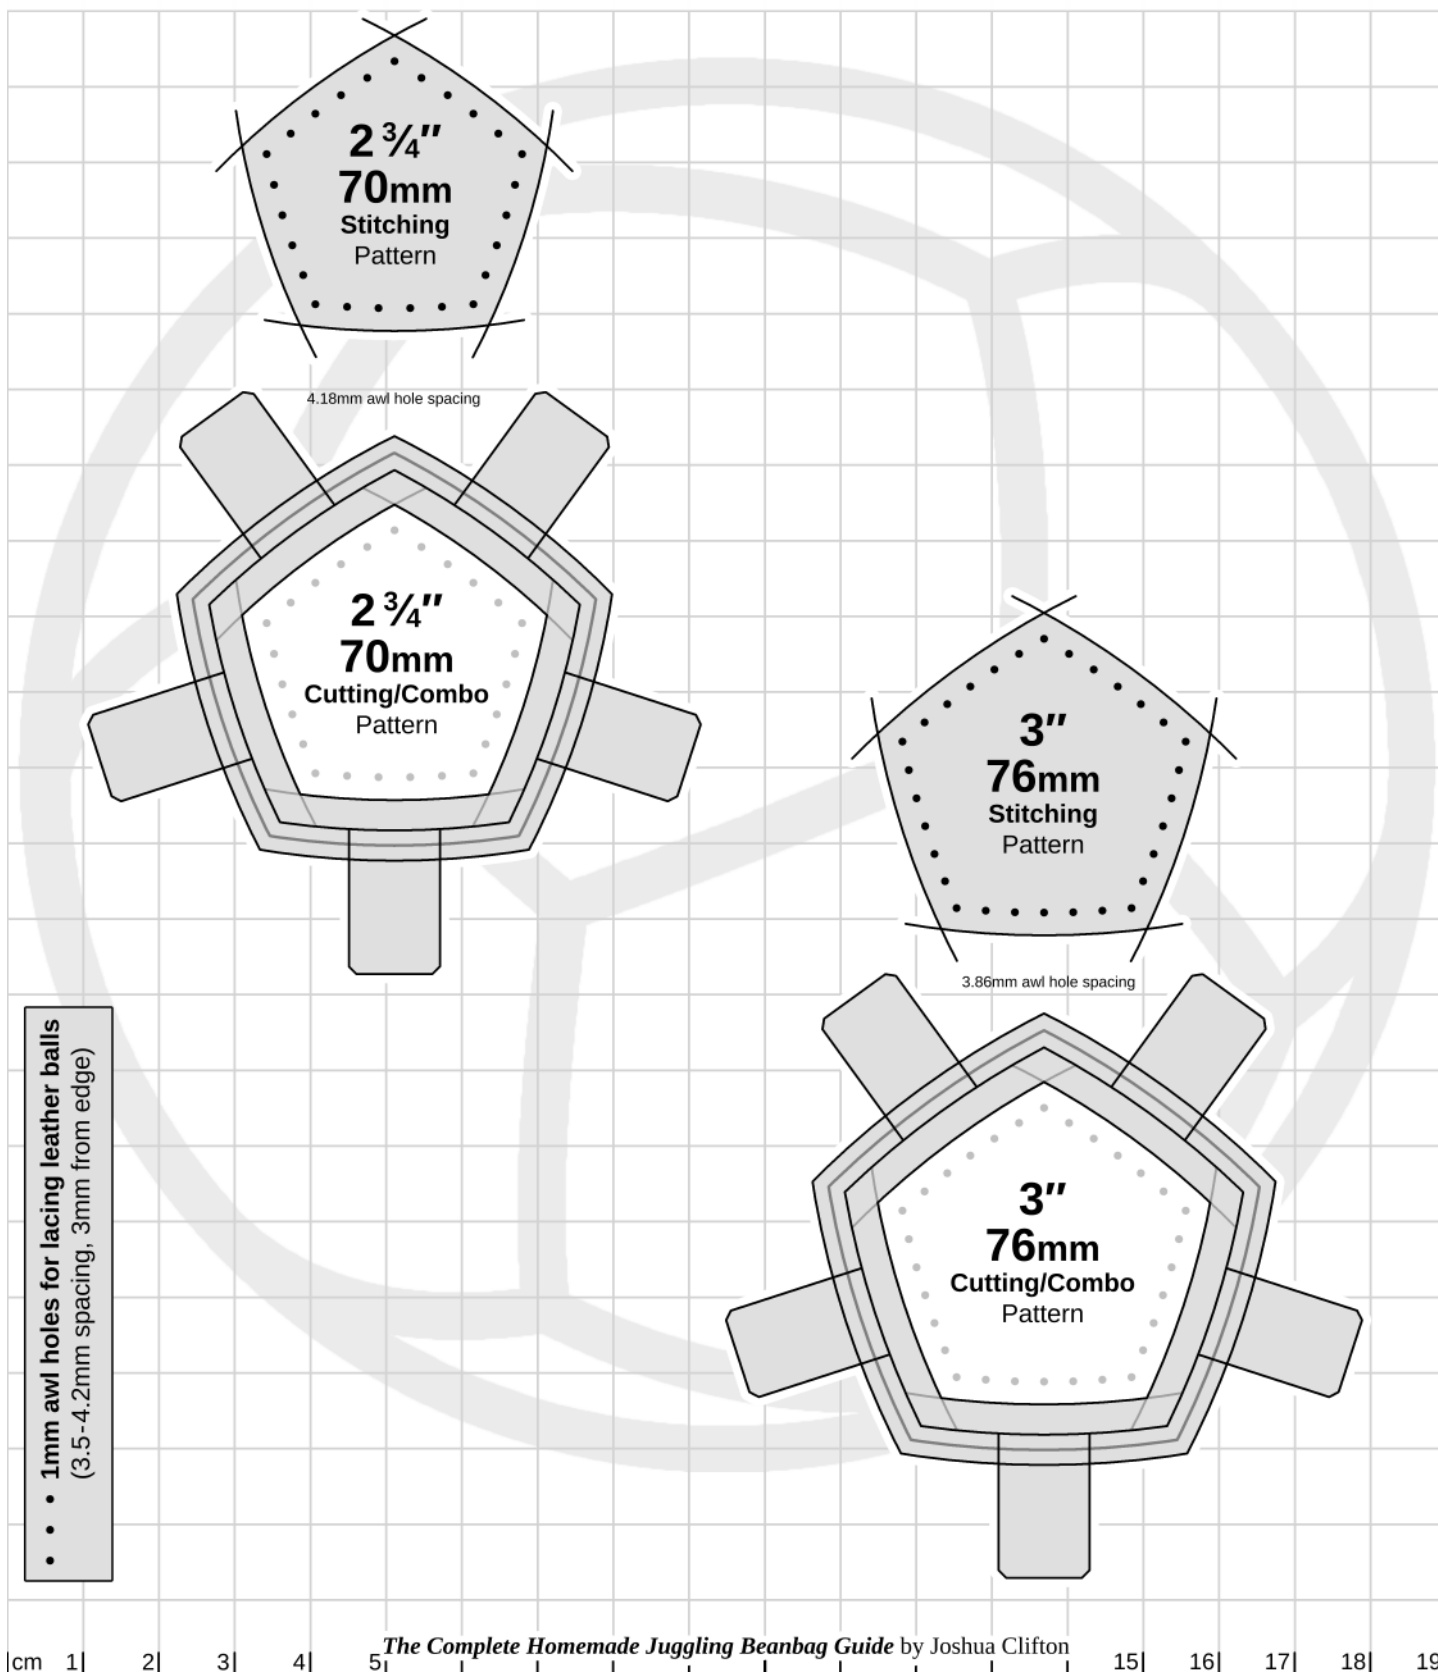 2 ¾″
70mm
Stitching
Pattern
4.18mm awl hole spacing
2 ¾″
70mm
Cutting/Combo
Pattern
3″
76mm
Stitching
Pattern
3.86mm awl hole spacing
3″
76mm
Cutting/Combo
Pattern
1mm awl holes for lacing leather balls
(3.5-4.2mm spacing, 3mm from edge)
The Complete Homemade Juggling Beanbag Guide by Joshua Clifton
cm 1 2 3 4 5 15 16 17 18 19